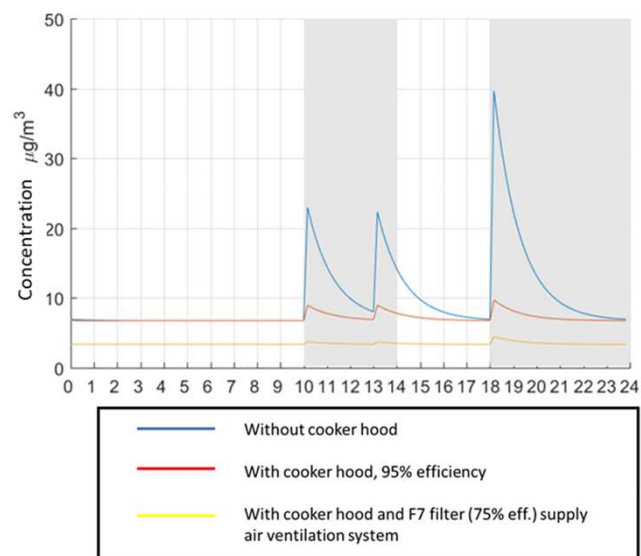 50
40
30
20
10
0
Concentration µg/m³
0 1 2 3 4 5 6 7 8 9 10 11 12 13 14 15 16 17 18 19 20 21 22 23 24
Without cooker hood
With cooker hood, 95% efficiency
With cooker hood and F7 filter (75% eff.) supply
air ventilation system